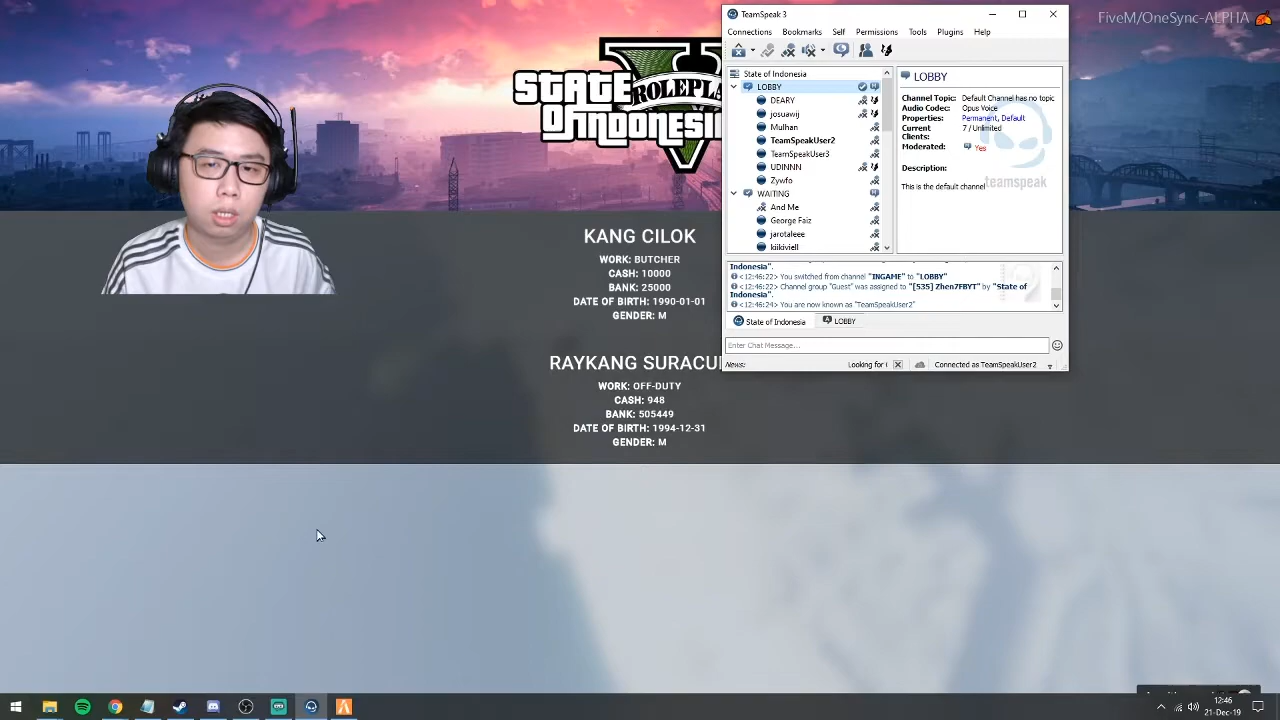 TeamSpeak 3
FiveM/OneSync-ALPHA
Connections Bookmarks Self Permissions Tools Plugins Help
State of Indonesia
LOBBY
DEARY
josuawij
Mulhan
TeamSpeakUser2
TeamSpeakUser3
UDINNN
Zywfo
WAITING
And Me
George Faiz
jarotaleee
kiikiviell
LOBBY
Channel Topic: Default Channel has no topic
Audio Codec: Opus Voice
Properties: Permanent, Default
Current Clients: 7 / Unlimited
Moderated: Yes
Description:
This is the default channel
teamspeak
Indonesia".
<12:46:22> You switched from channel "INGAME" to "LOBBY"
<12:46:22> Channel group "Guest" was assigned to "[535] Zhen7FBYT" by "State of
Indonesia".
<12:46:24> You are now known as "TeamSpeakUser2"
State of Indonesia LOBBY
Enter Chat Message...
News: Looking for i Connected as TeamSpeakUser2
STATE
OF INDONESIA
V
KANG CILOK
WORK: BUTCHER
CASH: 10000
BANK: 25000
DATE OF BIRTH: 1990-01-01
GENDER: M
RAYKANG
WORK: OFF-DUTY
CASH: 948
BANK: 505449
DATE OF BIRTH: 1994-12-31
GENDER: M
12:46
21-Dec-19